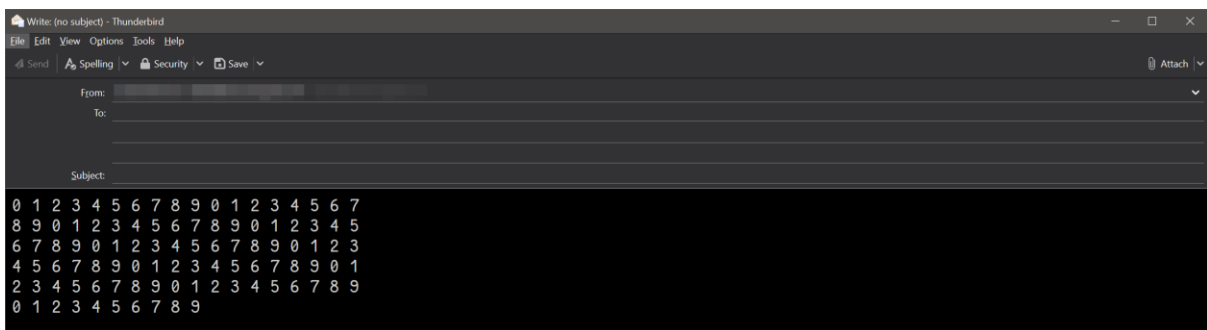 Write: (no subject) - Thunderbird
File Edit View Options Tools Help
Send Spelling Security Save Attach
From:
To:
Subject:
0 1 2 3 4 5 6 7 8 9 0 1 2 3 4 5 6 7
8 9 0 1 2 3 4 5 6 7 8 9 0 1 2 3 4 5
6 7 8 9 0 1 2 3 4 5 6 7 8 9 0 1 2 3
4 5 6 7 8 9 0 1 2 3 4 5 6 7 8 9 0 1
2 3 4 5 6 7 8 9 0 1 2 3 4 5 6 7 8 9
0 1 2 3 4 5 6 7 8 9